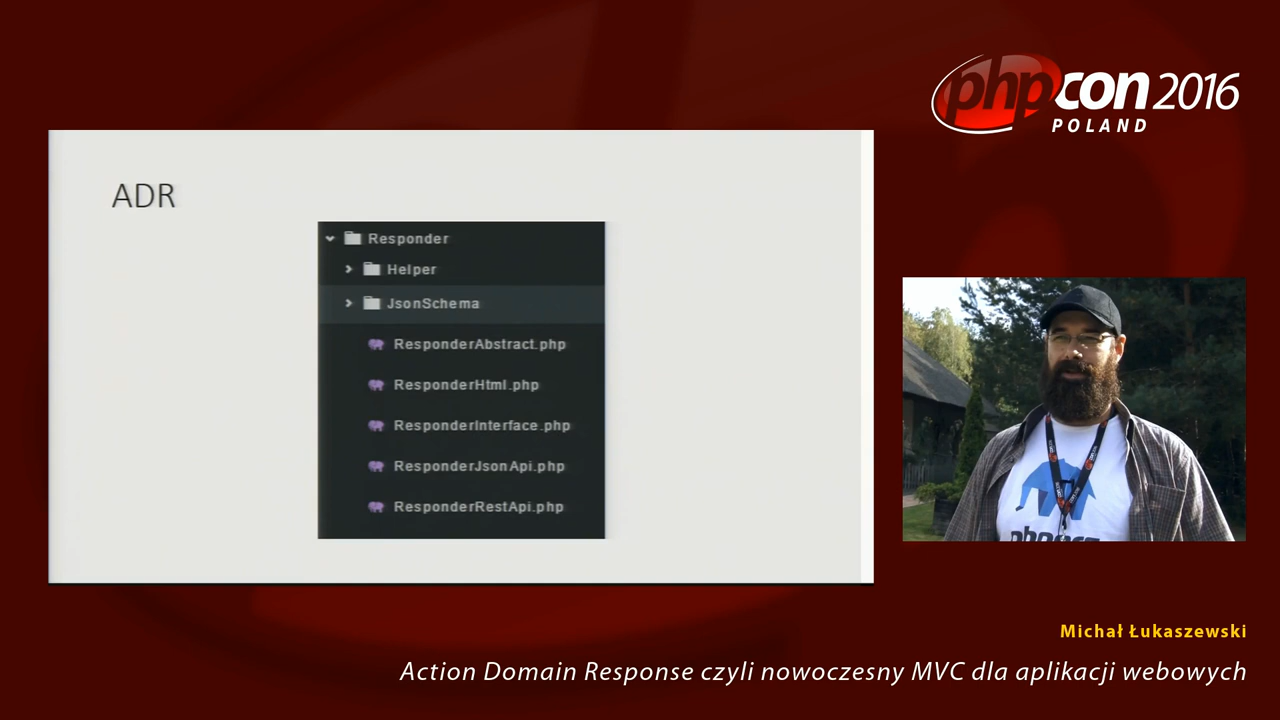 phpcon 2016
POLAND
ADR
Responder
Helper
JsonSchema
ResponderAbstract.php
ResponderHtml.php
ResponderInterface.php
ResponderJsonApi.php
ResponderRestApi.php
Michał Łukaszewski
Action Domain Response czyli nowoczesny MVC dla aplikacji webowych